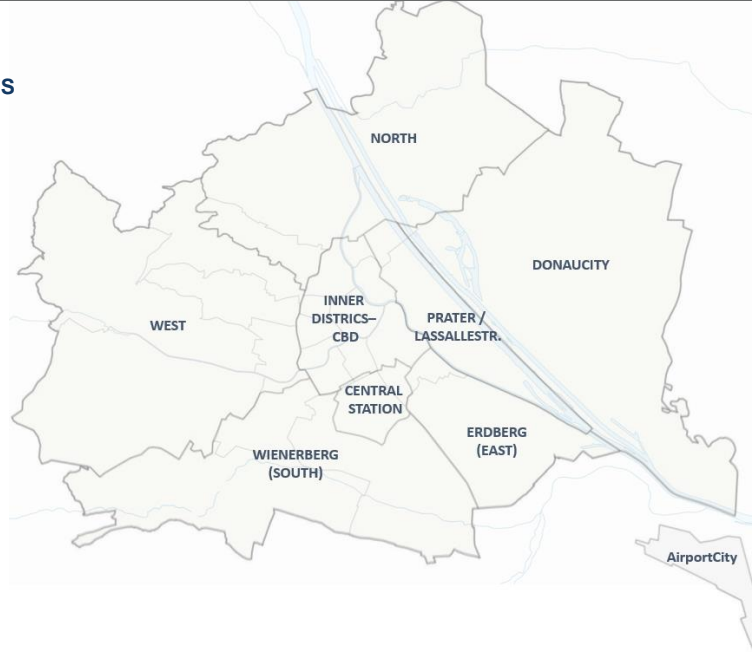 S
NORTH
DONAUCITY
INNER
DISTRICS–
CBD
PRATER /
LASSALLESTR.
WEST
CENTRAL
STATION
ERDBERG
(EAST)
WIENERBERG
(SOUTH)
AirportCity